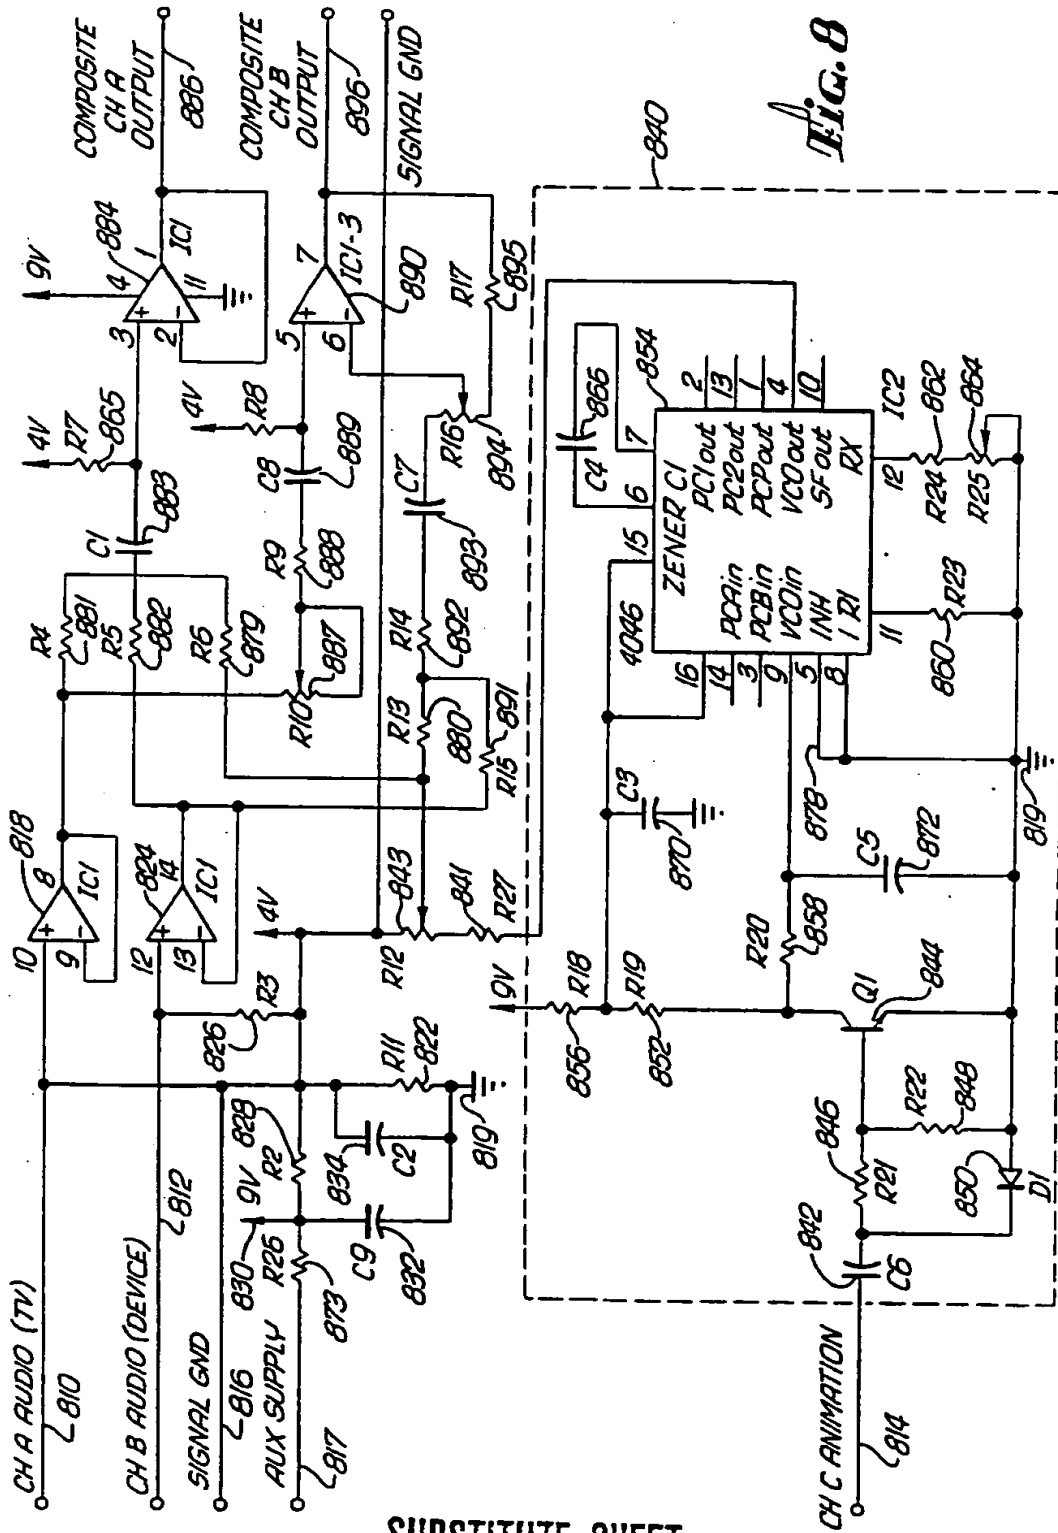 CH A AUDIO (TV)
810
CH B AUDIO (DEVICE)
812
SIGNAL GND
816
AUX SUPPLY
817
830
9V
828
R26
R2
873
C9
832
834
C2
R11
822
819
826
R3
10
9
8
818
IC1
12
13
14
824
IC1
4V
R12
843
841
R27
R4
881
R5
882
R6
879
C1
883
4V
R7
865
9V
3
2
4
11
1
884
IC1
COMPOSITE
CH A
OUTPUT
886
R10
887
R9
888
C8
889
4V
R8
5
6
7
IC1-3
890
COMPOSITE
CH B
OUTPUT
896
SIGNAL GND
R13
880
R15
891
R14
892
C7
893
R16
894
R17
895
840
9V
856
R18
R19
852
C3
870
R20
858
C5
872
Q1
844
846
R21
R22
848
850
D1
842
C6
CH C ANIMATION
814
819
878
860
R23
11
4046
ZENER C1
15
6
7
C4
866
854
16
14
3
9
5
8
PCAin
PCBin
VCOin
INH
1 R1
PC1out
PC2out
PCPout
VCOout
SFout
RX
2
13
1
4
10
12
IC2
R24
862
R25
864
Fig. 8
SUBSTITUTE SHEET